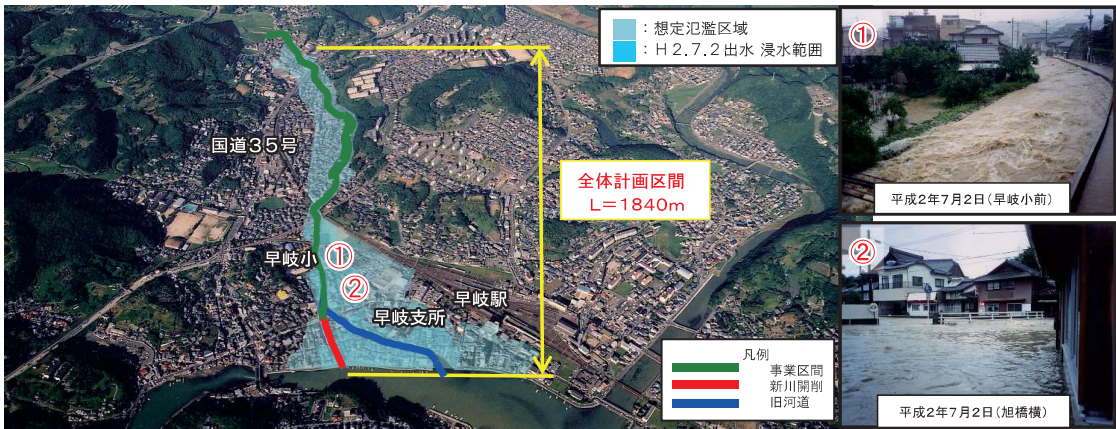 ：想定氾濫区域
：Ｈ２.７.２出水 浸水範囲
国道３５号
全体計画区間
Ｌ＝１８４０ｍ
早岐小
①
②
早岐駅
早岐支所
凡例
事業区間
新川開削
旧河道
①
平成2年7月2日（早岐小前）
②
平成2年7月2日（旭橋横）